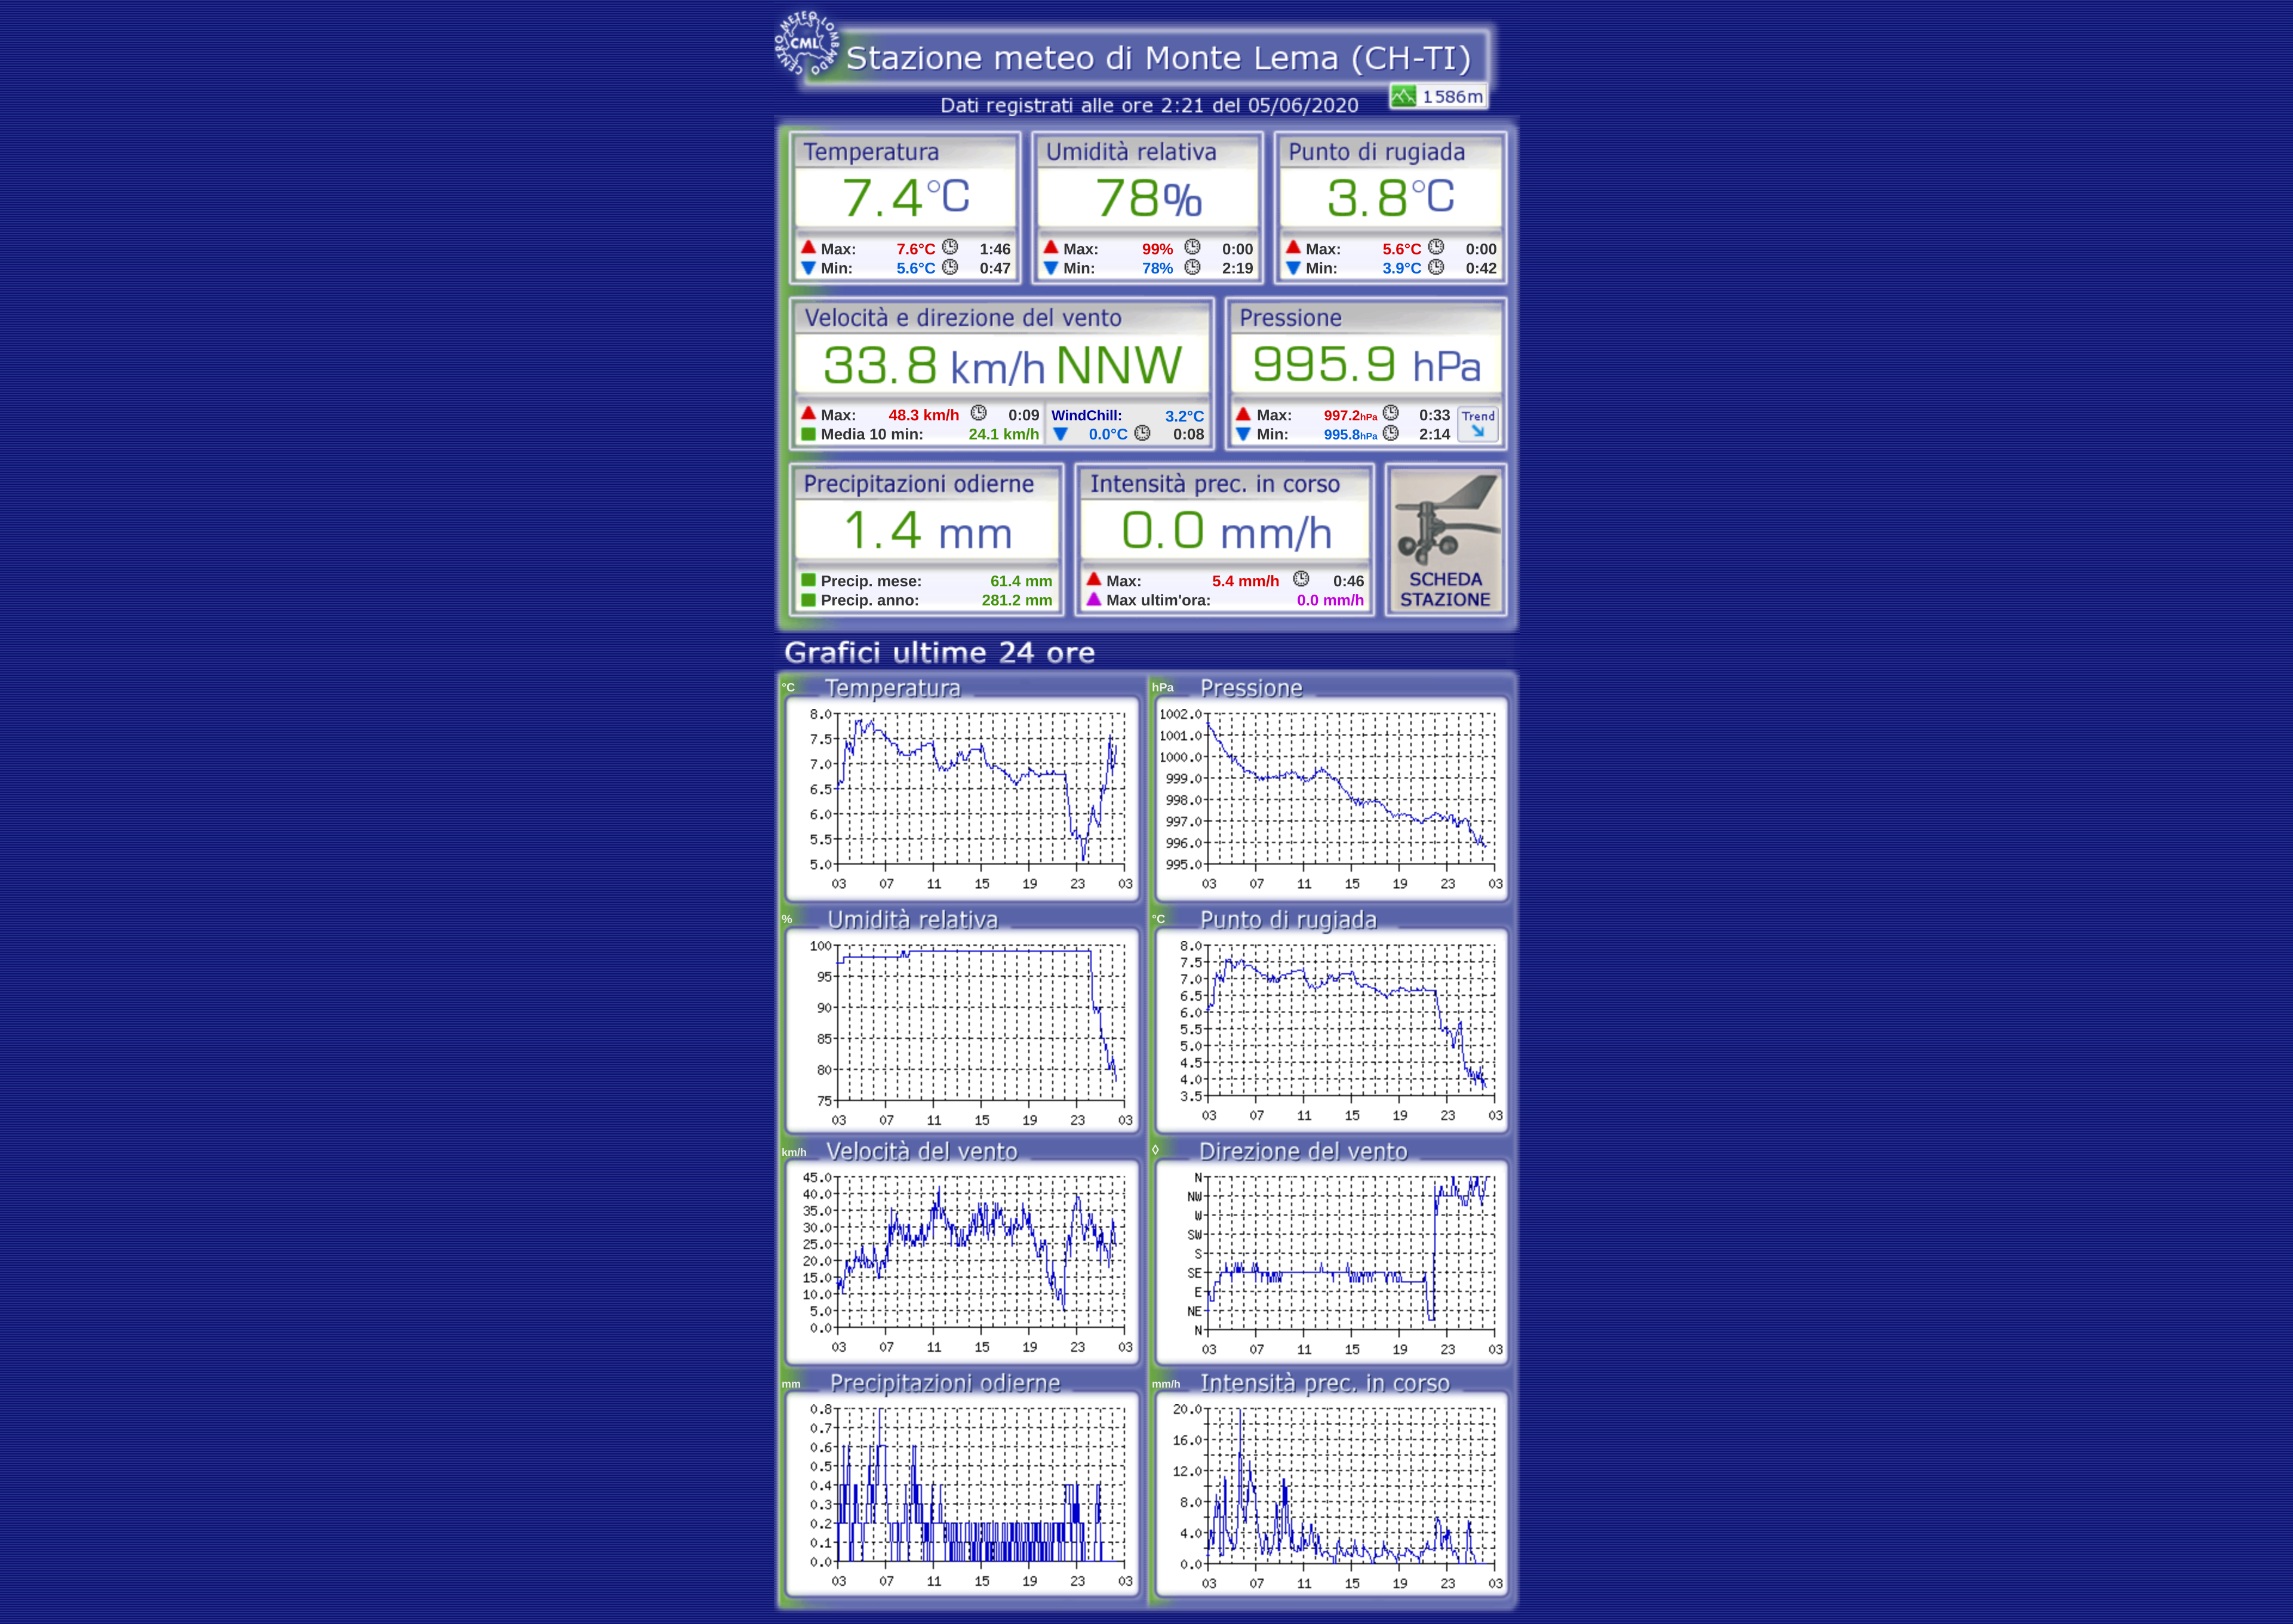 CENTRO METEO LOMBARDO
CML
Stazione meteo di Monte Lema (CH-TI)
Dati registrati alle ore 2:21 del 05/06/2020
1586m
Temperatura
7.4°C
Max: 7.6°C 1:46
Min: 5.6°C 0:47
Umidità relativa
78%
Max: 99% 0:00
Min: 78% 2:19
Punto di rugiada
3.8°C
Max: 5.6°C 0:00
Min: 3.9°C 0:42
Velocità e direzione del vento
33.8 km/h NNW
Max: 48.3 km/h 0:09
Media 10 min: 24.1 km/h
WindChill: 3.2°C
0.0°C 0:08
Pressione
995.9 hPa
Max: 997.2hPa 0:33
Min: 995.8hPa 2:14
Trend
Precipitazioni odierne
1.4 mm
Precip. mese: 61.4 mm
Precip. anno: 281.2 mm
Intensità prec. in corso
0.0 mm/h
Max: 5.4 mm/h 0:46
Max ultim'ora: 0.0 mm/h
SCHEDA
STAZIONE
Grafici ultime 24 ore
°C Temperatura
8.0
7.5
7.0
6.5
6.0
5.5
5.0
03 07 11 15 19 23 03
hPa Pressione
1002.0
1001.0
1000.0
999.0
998.0
997.0
996.0
995.0
03 07 11 15 19 23 03
% Umidità relativa
100
95
90
85
80
75
03 07 11 15 19 23 03
°C Punto di rugiada
8.0
7.5
7.0
6.5
6.0
5.5
5.0
4.5
4.0
3.5
03 07 11 15 19 23 03
km/h Velocità del vento
45.0
40.0
35.0
30.0
25.0
20.0
15.0
10.0
5.0
0.0
03 07 11 15 19 23 03
◊ Direzione del vento
N
NW
W
SW
S
SE
E
NE
N
03 07 11 15 19 23 03
mm Precipitazioni odierne
0.8
0.7
0.6
0.5
0.4
0.3
0.2
0.1
0.0
03 07 11 15 19 23 03
mm/h Intensità prec. in corso
20.0
16.0
12.0
8.0
4.0
0.0
03 07 11 15 19 23 03